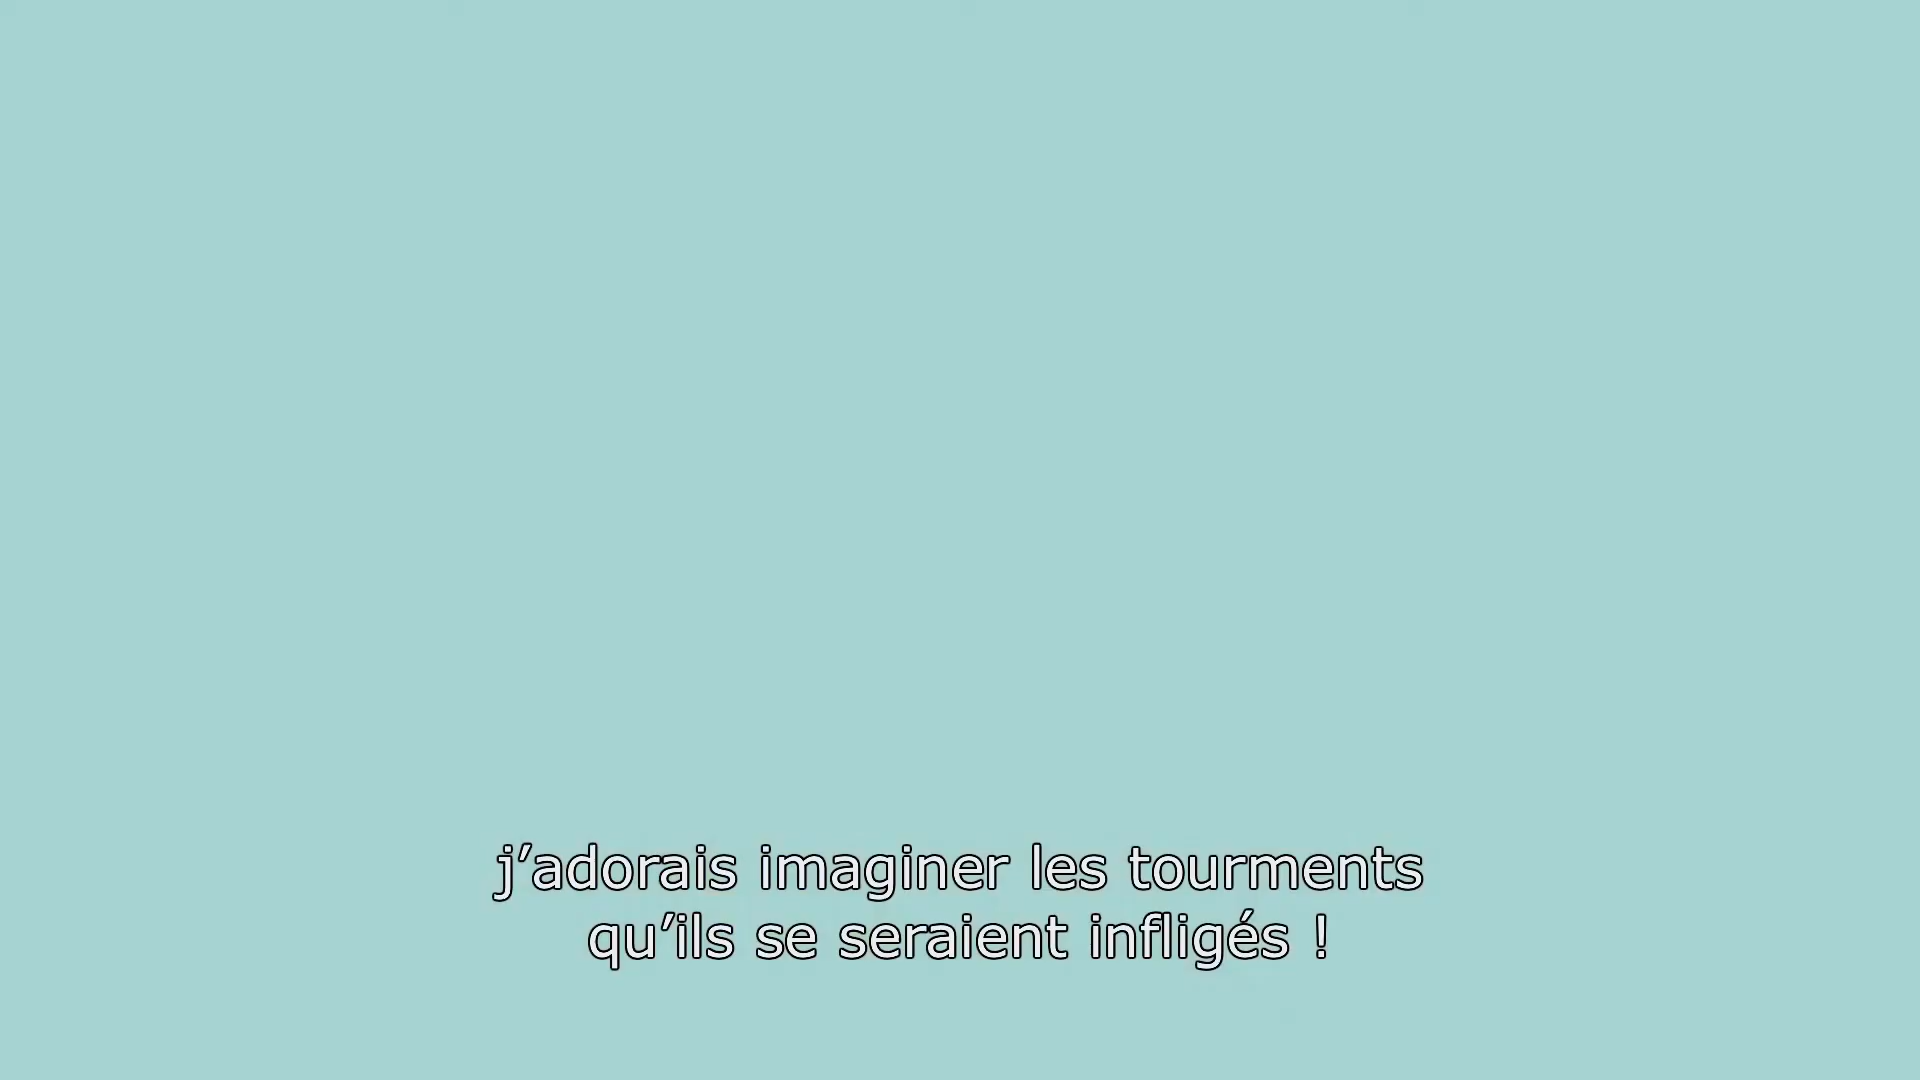 j’adorais imaginer les tourments
qu’ils se seraient infligés !